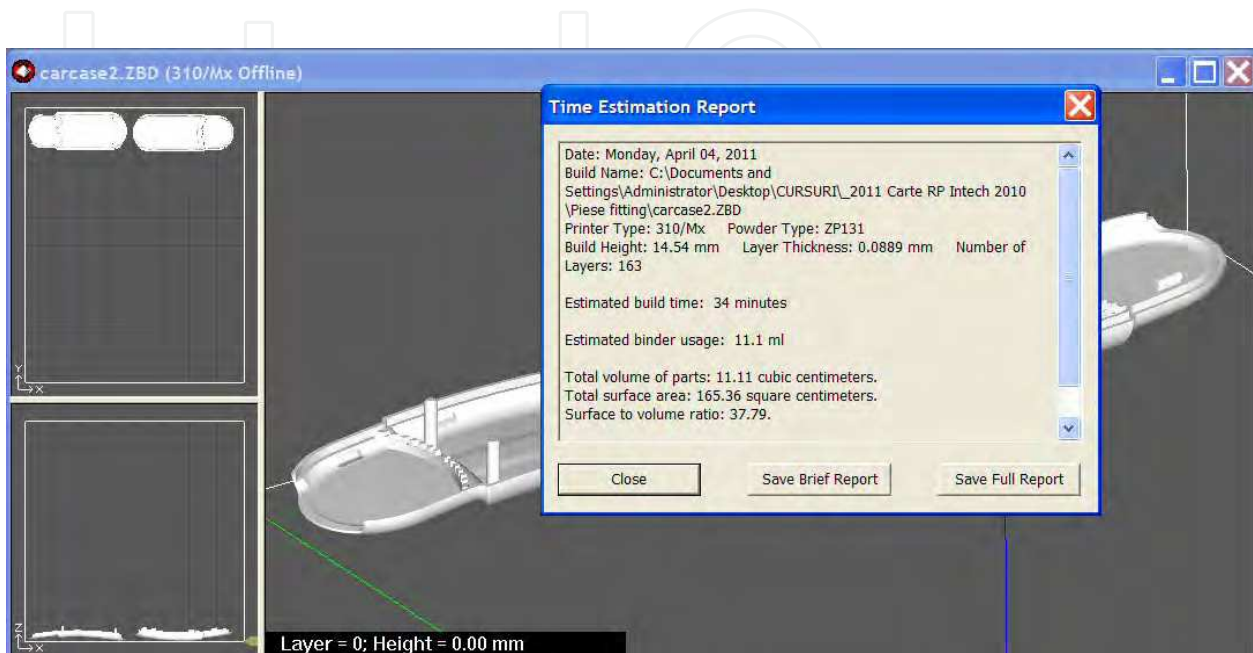 carcase2.ZBD (310/Mx Offline)
Time Estimation Report
Date: Monday, April 04, 2011
Build Name: C:\Documents and
Settings\Administrator\Desktop\CURSURI\_2011 Carte RP Intech 2010
\Piese fitting\carcase2.ZBD
Printer Type: 310/Mx Powder Type: ZP131
Build Height: 14.54 mm Layer Thickness: 0.0889 mm Number of
Layers: 163
Estimated build time: 34 minutes
Estimated binder usage: 11.1 ml
Total volume of parts: 11.11 cubic centimeters.
Total surface area: 165.36 square centimeters.
Surface to volume ratio: 37.79.
Close Save Brief Report Save Full Report
Y
X
Z
X
Layer = 0; Height = 0.00 mm